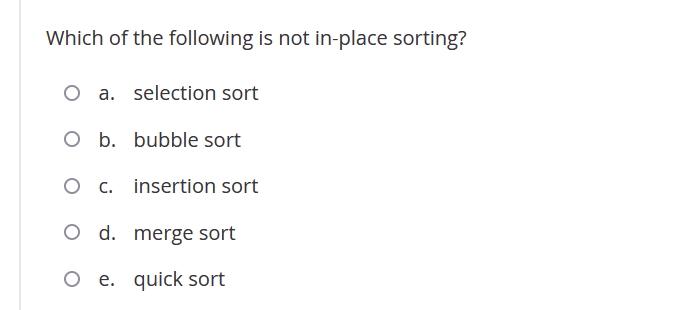 Which of the following is not in-place sorting?
a. selection sort
b. bubble sort
c. insertion sort
d. merge sort
e. quick sort